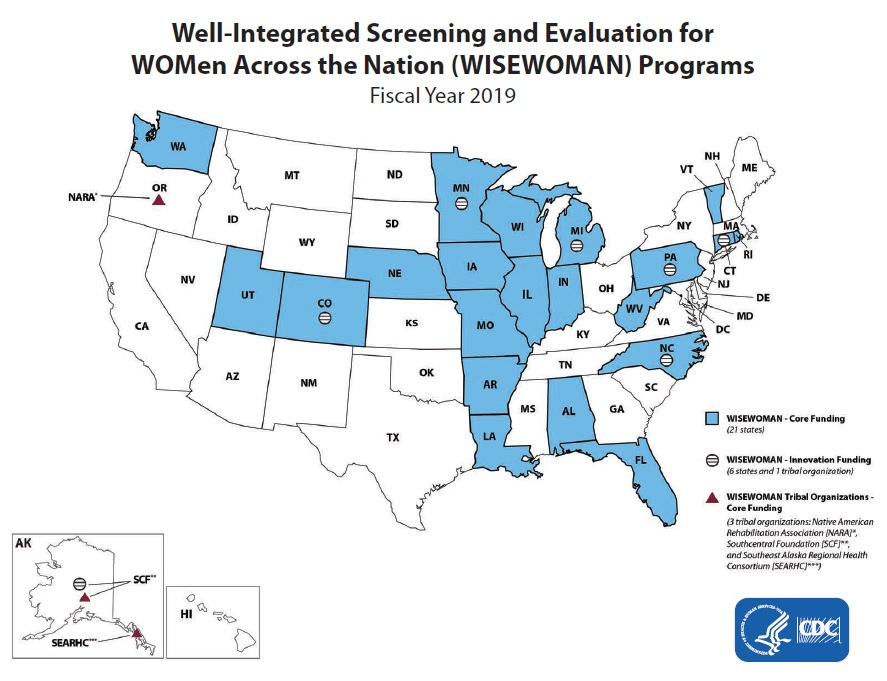 Well-Integrated Screening and Evaluation for
WOMen Across the Nation (WISEWOMAN) Programs
Fiscal Year 2019
WA
MT
ND
MN
VT
NH
ME
NARA*
OR
ID
SD
WI
MI
NY
MA
RI
CT
WY
NE
IA
PA
NJ
NV
UT
CO
IL
IN
OH
WV
VA
DE
MD
DC
CA
KS
MO
KY
NC
AZ
NM
OK
AR
TN
SC
TX
LA
MS
AL
GA
FL
WISEWOMAN - Core Funding
(21 states)
WISEWOMAN - Innovation Funding
(6 states and 1 tribal organization)
WISEWOMAN Tribal Organizations -
Core Funding
(3 tribal organizations: Native American
Rehabilitation Association [NARA]*,
Southcentral Foundation [SCF]**,
and Southeast Alaska Regional Health
Consortium [SEARHC]***)
AK
SCF**
SEARHC***
HI
CDC